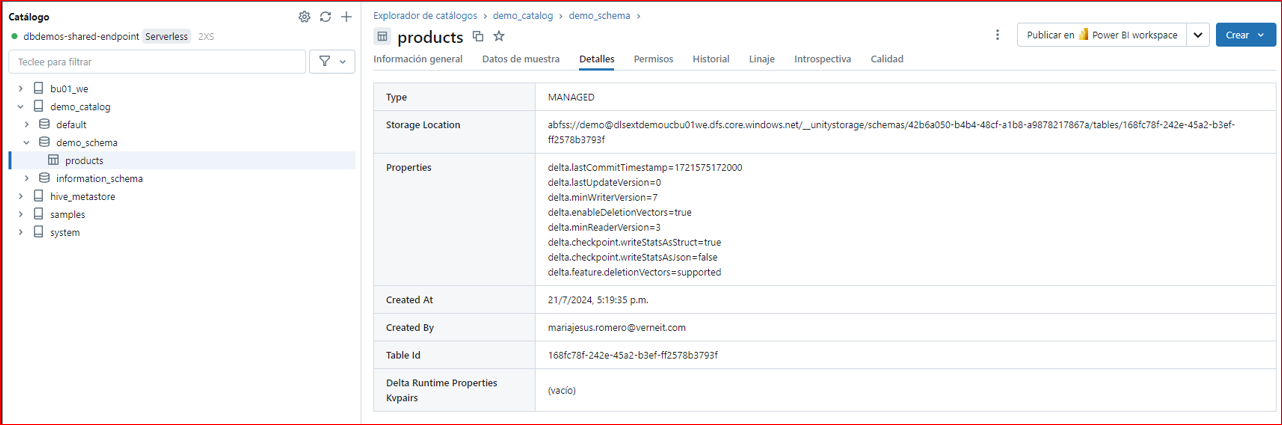 Catálogo
dbdemos-shared-endpoint Serverless 2XS
Teclee para filtrar
bu01_we
demo_catalog
default
demo_schema
products
information_schema
hive_metastore
samples
system
Explorador de catálogos > demo_catalog > demo_schema >
products
Publicar en Power BI workspace
Crear
Información general Datos de muestra Detalles Permisos Historial Linaje Introspectiva Calidad
Type MANAGED
Storage Location abfss://demo@dlsextdemoucbu01we.dfs.core.windows.net/__unitystorage/schemas/42b6a050-b4b4-48cf-a1b8-a9878217867a/tables/168fc78f-242e-45a2-b3ef-
ff2578b3793f
Properties delta.lastCommitTimestamp=1721575172000
delta.lastUpdateVersion=0
delta.minWriterVersion=7
delta.enableDeletionVectors=true
delta.minReaderVersion=3
delta.checkpoint.writeStatsAsStruct=true
delta.checkpoint.writeStatsAsJson=false
delta.feature.deletionVectors=supported
Created At 21/7/2024, 5:19:35 p.m.
Created By mariajesus.romero@verneit.com
Table Id 168fc78f-242e-45a2-b3ef-ff2578b3793f
Delta Runtime Properties
Kvpairs (vacío)